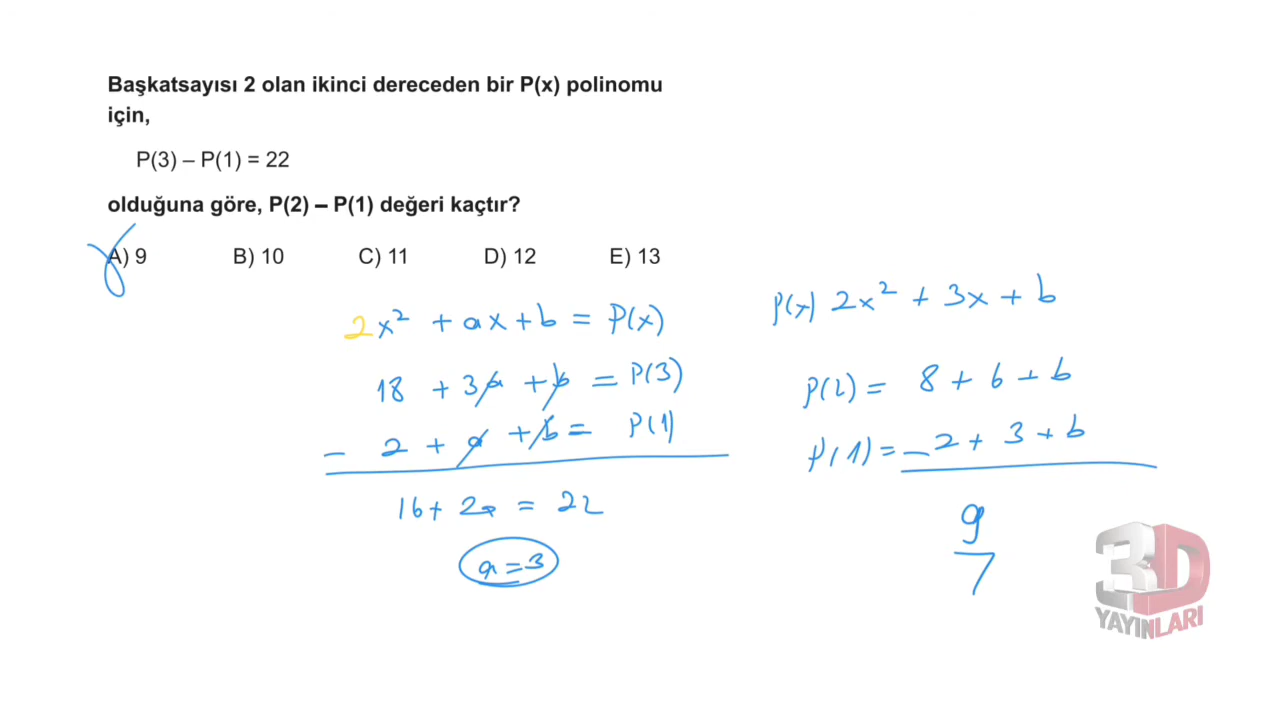 Başkatsayısı 2 olan ikinci dereceden bir P(x) polinomu
için,
P(3) – P(1) = 22
olduğuna göre, P(2) – P(1) değeri kaçtır?
A) 9 B) 10 C) 11 D) 12 E) 13
2x² + ax + b = P(x)
18 + 3a + b = P(3)
– 2 + a + b = P(1)
16 + 2a = 22
a = 3
P(x) 2x² + 3x + b
P(2) = 8 + 6 + b
P(1) = – 2 + 3 + b
9
3D
YAYINLARI